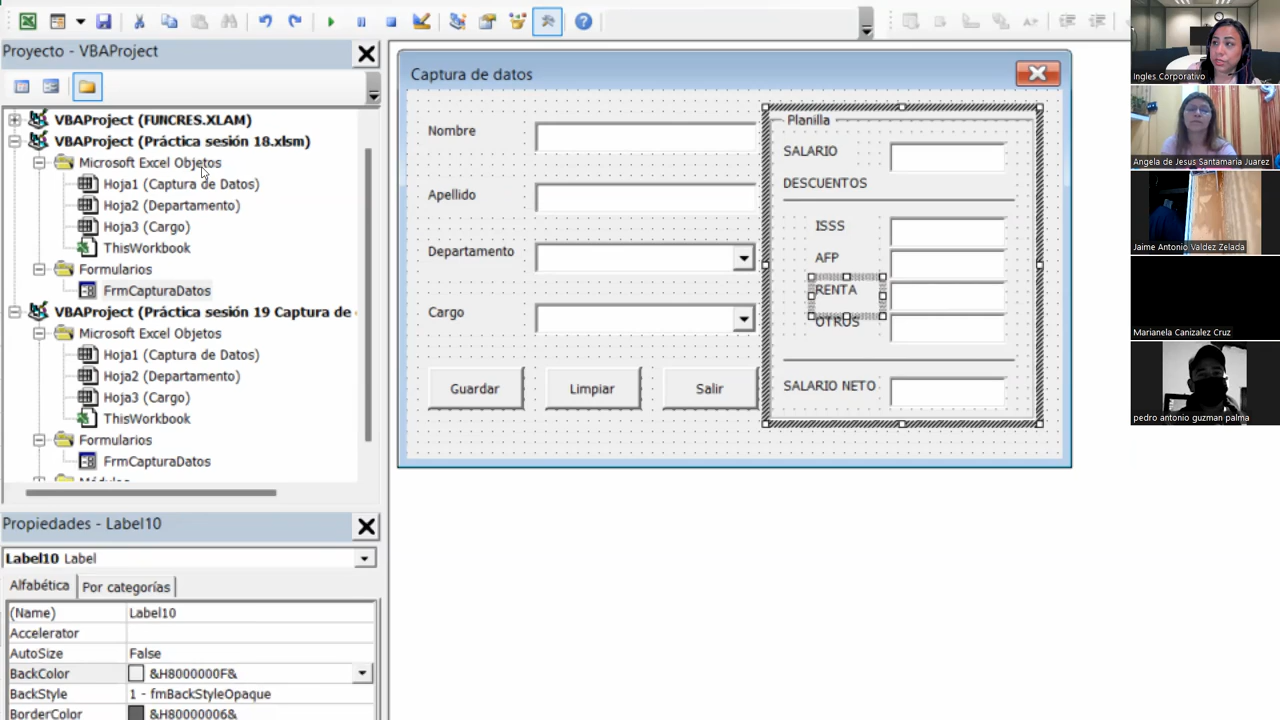 Proyecto - VBAProject
VBAProject (FUNCRES.XLAM)
VBAProject (Práctica sesión 18.xlsm)
Microsoft Excel Objetos
Hoja1 (Captura de Datos)
Hoja2 (Departamento)
Hoja3 (Cargo)
ThisWorkbook
Formularios
FrmCapturaDatos
VBAProject (Práctica sesión 19 Captura de
Microsoft Excel Objetos
Hoja1 (Captura de Datos)
Hoja2 (Departamento)
Hoja3 (Cargo)
ThisWorkbook
Formularios
FrmCapturaDatos
Propiedades - Label10
Label10 Label
Alfabética
Por categorías
(Name) Label10
Accelerator
AutoSize False
BackColor &H8000000F&
BackStyle 1 - fmBackStyleOpaque
BorderColor &H80000006&
Captura de datos
Nombre
Apellido
Departamento
Cargo
Guardar
Limpiar
Salir
Planilla
SALARIO
DESCUENTOS
ISSS
AFP
RENTA
OTROS
SALARIO NETO
Ingles Corporativo
Angela de Jesus Santamaria Juarez
Jaime Antonio Valdez Zelada
Marianela Canizalez Cruz
pedro antonio guzman palma